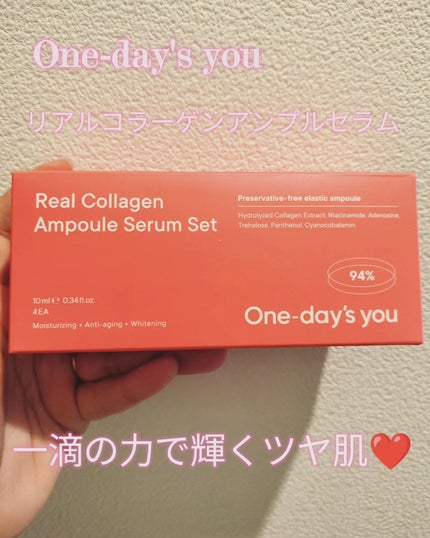 One-day's you
リアルコラーゲンアンプルセラム
Real Collagen
Ampoule Serum Set
Preservative-free elastic ampoule
Hydrolyzed Collagen Extract, Niacinamide, Adenosine,
Trehalose, Panthenol, Cyanocobalamin
94%
10 ml ℮ 0.34 fl.oz.
4EA
Moisturizing + Anti-aging + Whitening
One-day's you
一滴の力で輝くツヤ肌❤️